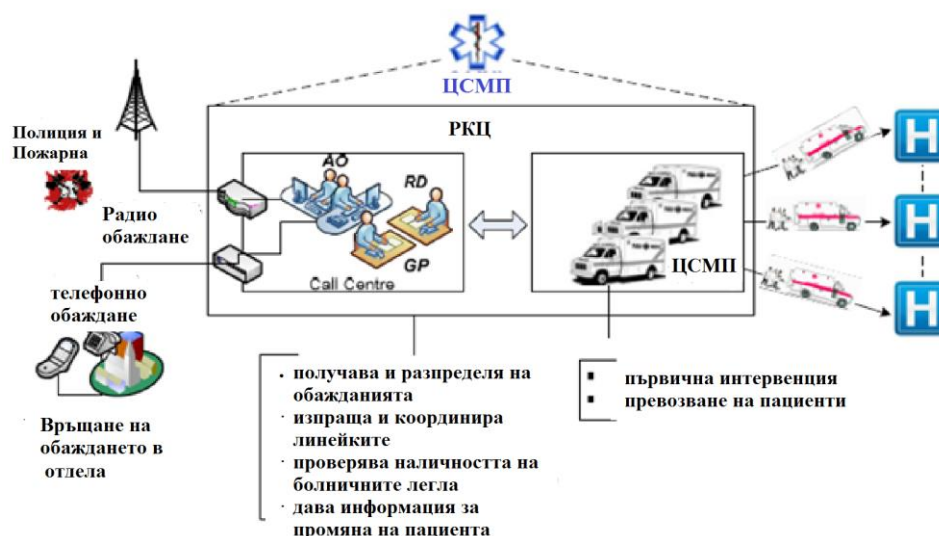 ЦСМП
РКЦ
Полиция и
Пожарна
Радио
обаждане
телефонно
обаждане
Връщане на
обаждането в
отдела
AO
RD
GP
Call Centre
ЦСМП
H
H
H
· получава и разпределя на
обажданията
· изпраща и координира
линейките
· проверява наличността на
болничните легла
· дава информация за
промяна на пациента
▪ първична интервенция
▪ превозване на пациенти